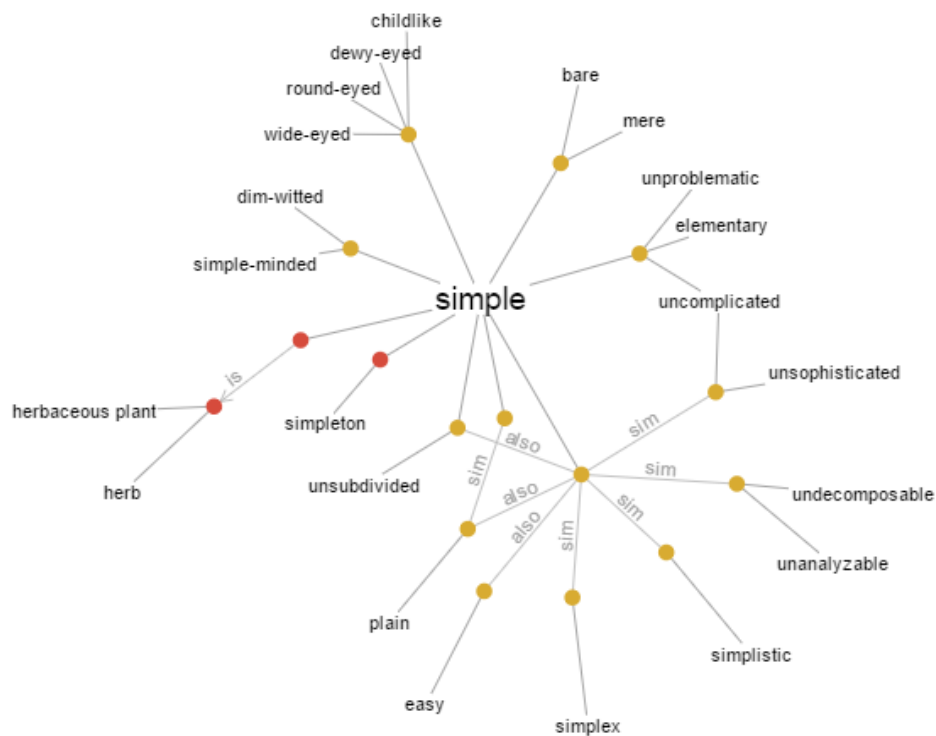 childlike
dewy-eyed
bare
round-eyed
mere
wide-eyed
unproblematic
dim-witted
elementary
simple-minded
simple
uncomplicated
is
unsophisticated
herbaceous plant
simpleton
sim
also
sim
sim
herb
unsubdivided
also
sim
undecomposable
also
sim
unanalyzable
plain
simplistic
easy
simplex